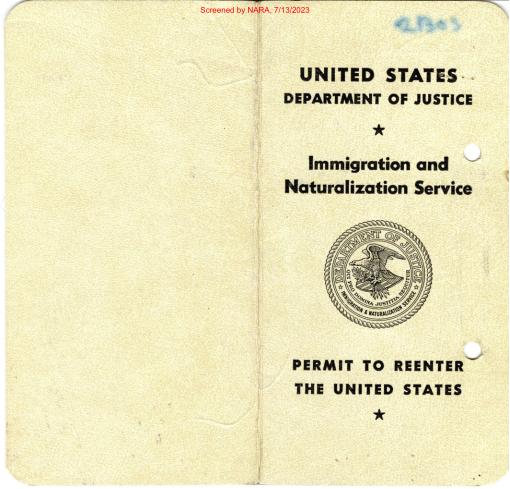 Screened by NARA, 7/13/2023
UNITED STATES
DEPARTMENT OF JUSTICE
★
Immigration and
Naturalization Service
DEPARTMENT OF JUSTICE
QUI PRO DOMINA JUSTITIA SEQUITUR
IMMIGRATION & NATURALIZATION SERVICE
PERMIT TO REENTER
THE UNITED STATES
★